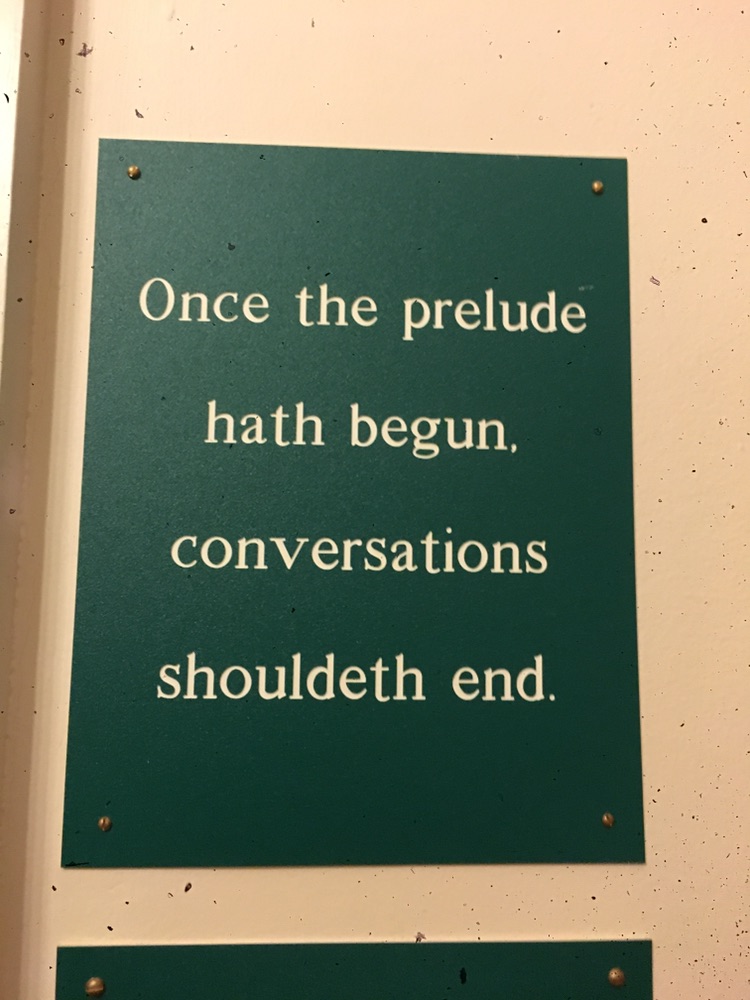 Once the prelude
hath begun,
conversations
shouldeth end.